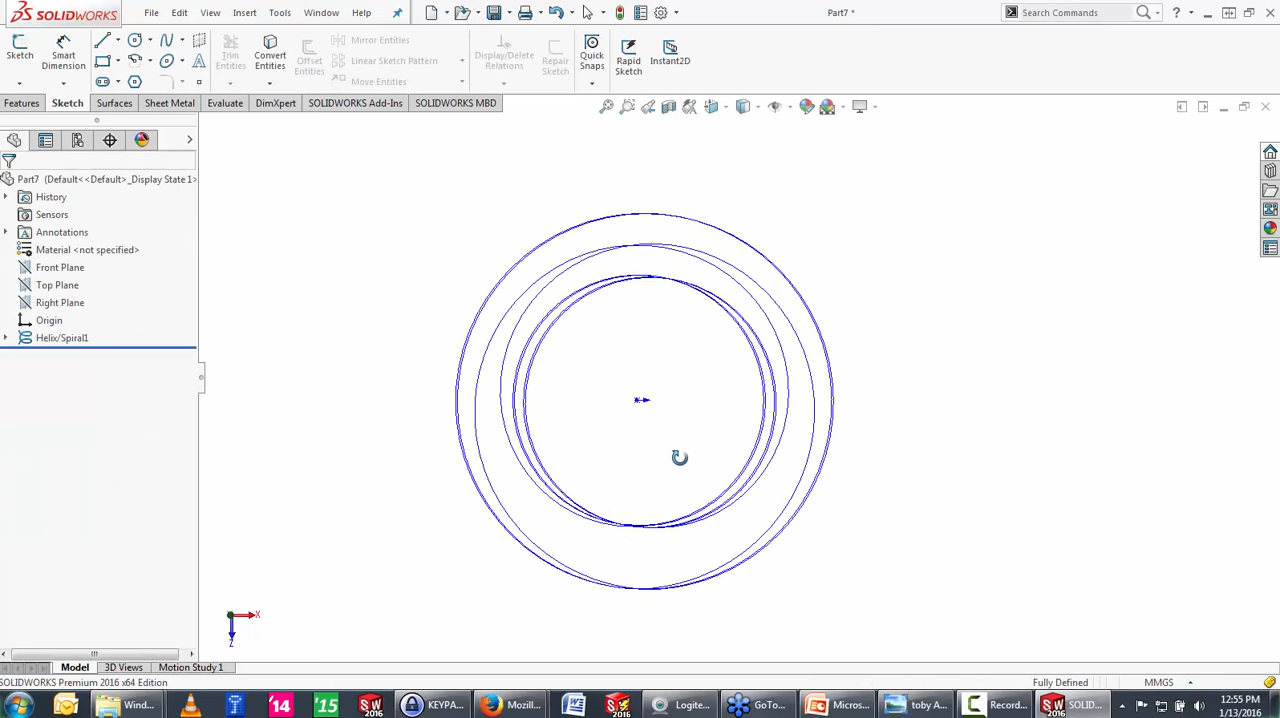 SOLIDWORKS File Edit View Insert Tools Window Help Part7 * Search Commands ?
Sketch Smart Dimension Trim Entities Convert Entities Offset Entities Mirror Entities Linear Sketch Pattern Move Entities Display/Delete Relations Repair Sketch Quick Snaps Rapid Sketch Instant2D
Features Sketch Surfaces Sheet Metal Evaluate DimXpert SOLIDWORKS Add-Ins SOLIDWORKS MBD
Part7 (Default<<Default>_Display State 1>
History
Sensors
Annotations
Material <not specified>
Front Plane
Top Plane
Right Plane
Origin
Helix/Spiral1
X
Z
Model 3D Views Motion Study 1
SOLIDWORKS Premium 2016 x64 Edition Fully Defined MMGS
Wind... 14 '15 SW 2016 KEYPA... Mozill... Logite... GoTo... Micros... toby A... Record... SOLID...
12:55 PM
1/13/2016